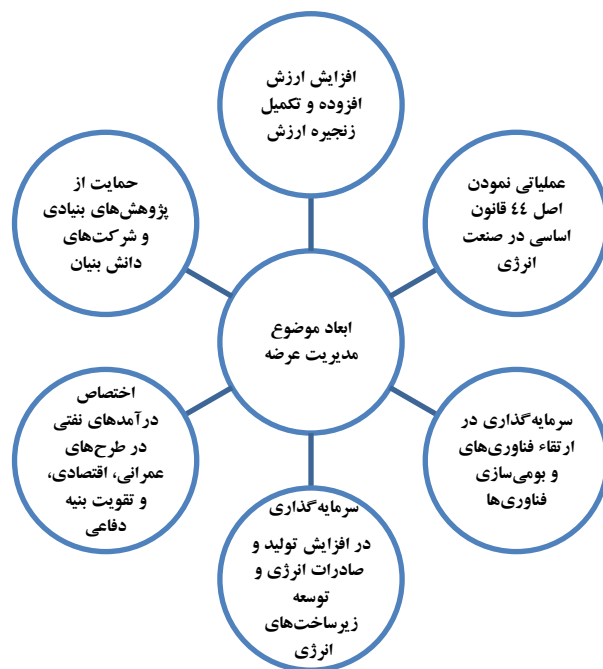 افزایش ارزش
افزوده و تکمیل
زنجیره ارزش
عملیاتی نمودن
اصل ٤٤ قانون
اساسی در صنعت
انرژی
حمایت از
پژوهش‌های بنیادی
و شرکت‌های
دانش بنیان
ابعاد موضوع
مدیریت عرضه
سرمایه‌گذاری در
ارتقاء فناوری‌های
و بومی‌سازی
فناوری‌ها
اختصاص
درآمدهای نفتی
در طرح‌های
عمرانی، اقتصادی،
و تقویت بنیه
دفاعی
سرمایه‌گذاری
در افزایش تولید و
صادرات انرژی و
توسعه
زیرساخت‌های
انرژی